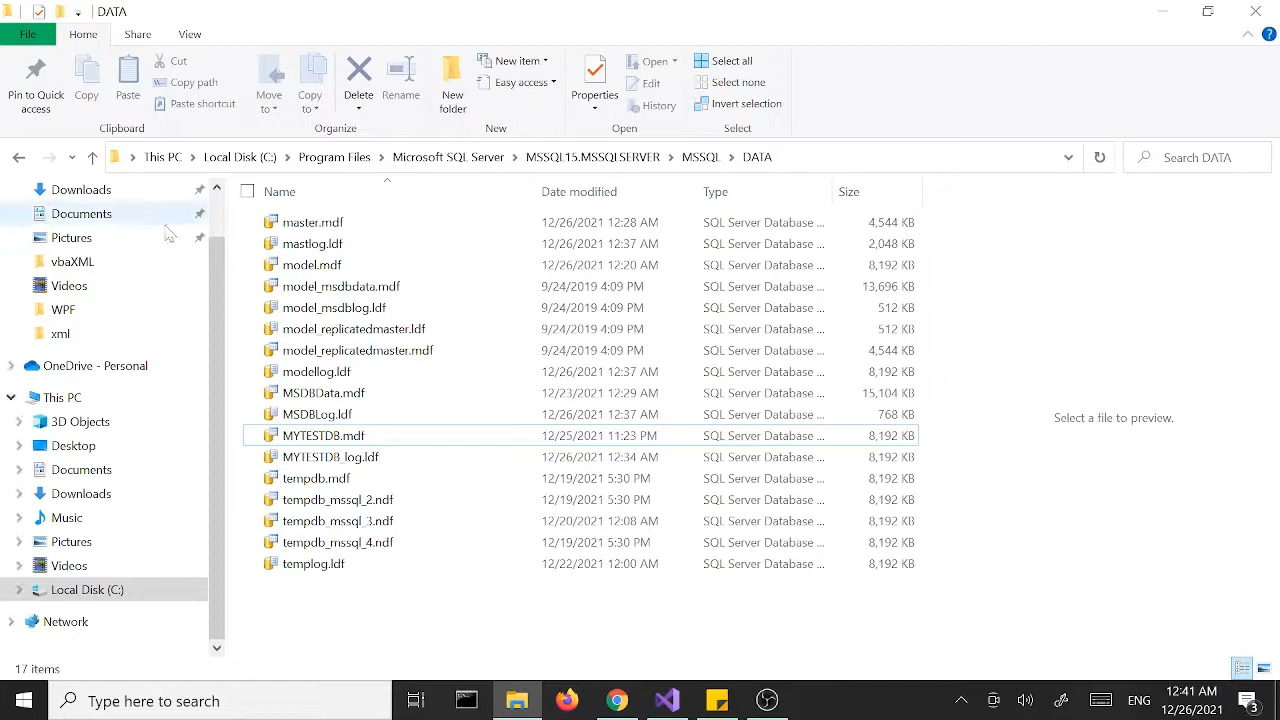 DATA
File Home Share View
Pin to Quick access
Copy
Paste
Cut
Copy path
Paste shortcut
Clipboard
Move to
Copy to
Delete
Rename
Organize
New folder
New item
Easy access
New
Properties
Open
Edit
History
Open
Select all
Select none
Invert selection
Select
This PC > Local Disk (C:) > Program Files > Microsoft SQL Server > MSSQL15.MSSQLSERVER > MSSQL > DATA
Search DATA
Downloads
Documents
Pictures
vbaXML
Videos
WPF
xml
OneDrive - Personal
This PC
3D Objects
Desktop
Documents
Downloads
Music
Pictures
Videos
Local Disk (C:)
Network
Name Date modified Type Size
master.mdf 12/26/2021 12:28 AM SQL Server Database ... 4,544 KB
mastlog.ldf 12/26/2021 12:37 AM SQL Server Database ... 2,048 KB
model.mdf 12/26/2021 12:20 AM SQL Server Database ... 8,192 KB
model_msdbdata.mdf 9/24/2019 4:09 PM SQL Server Database ... 13,696 KB
model_msdblog.ldf 9/24/2019 4:09 PM SQL Server Database ... 512 KB
model_replicatedmaster.ldf 9/24/2019 4:09 PM SQL Server Database ... 512 KB
model_replicatedmaster.mdf 9/24/2019 4:09 PM SQL Server Database ... 4,544 KB
modellog.ldf 12/26/2021 12:37 AM SQL Server Database ... 8,192 KB
MSDBData.mdf 12/23/2021 12:29 AM SQL Server Database ... 15,104 KB
MSDBLog.ldf 12/26/2021 12:37 AM SQL Server Database ... 768 KB
MYTESTDB.mdf 12/25/2021 11:23 PM SQL Server Database ... 8,192 KB
MYTESTDB_log.ldf 12/26/2021 12:34 AM SQL Server Database ... 8,192 KB
tempdb.mdf 12/19/2021 5:30 PM SQL Server Database ... 8,192 KB
tempdb_mssql_2.ndf 12/19/2021 5:30 PM SQL Server Database ... 8,192 KB
tempdb_mssql_3.ndf 12/20/2021 12:08 AM SQL Server Database ... 8,192 KB
tempdb_mssql_4.ndf 12/19/2021 5:30 PM SQL Server Database ... 8,192 KB
templog.ldf 12/22/2021 12:00 AM SQL Server Database ... 8,192 KB
Select a file to preview.
17 items
Type here to search
ENG
12:41 AM
12/26/2021
3